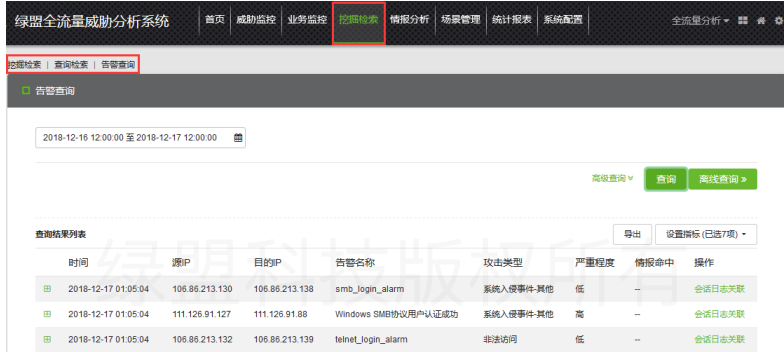 绿盟全流量威胁分析系统 首页 威胁监控 业务监控 挖掘检索 情报分析 场景管理 统计报表 系统配置 全流量分析
挖掘检索 | 查询检索 | 告警查询
告警查询
2018-12-16 12:00:00 至 2018-12-17 12:00:00
高级查询 查询 离线查询 »
查询结果列表 导出 设置指标 (已选7项)
时间 源IP 目的IP 告警名称 攻击类型 严重程度 情报命中 操作
2018-12-17 01:05:04 106.86.213.130 106.86.213.138 smb_login_alarm 系统入侵事件-其他 低 -- 会话日志关联
2018-12-17 01:05:04 111.126.91.127 111.126.91.88 Windows SMB协议用户认证成功 系统入侵事件-其他 高 -- 会话日志关联
2018-12-17 01:05:04 106.86.213.132 106.86.213.139 telnet_login_alarm 非法访问 低 -- 会话日志关联
绿盟科技版权所有